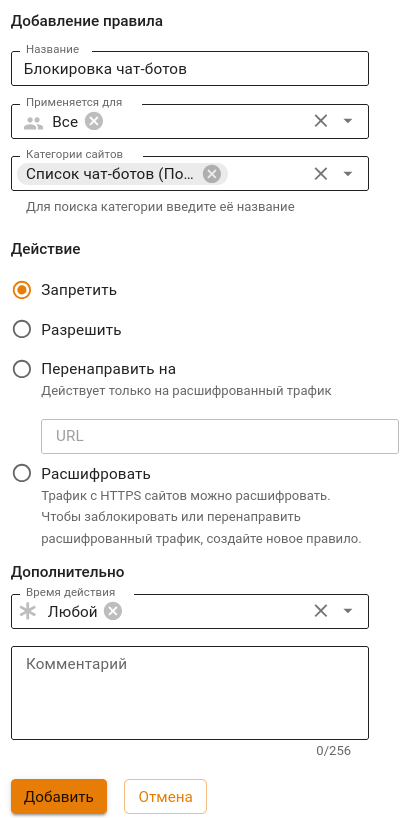 Добавление правила
Название
Блокировка чат-ботов
Применяется для
Все
Категории сайтов
Список чат-ботов (По...
Для поиска категории введите её название
Действие
Запретить
Разрешить
Перенаправить на
Действует только на расшифрованный трафик
URL
Расшифровать
Трафик с HTTPS сайтов можно расшифровать.
Чтобы заблокировать или перенаправить
расшифрованный трафик, создайте новое правило.
Дополнительно
Время действия
Любой
Комментарий
0/256
Добавить
Отмена